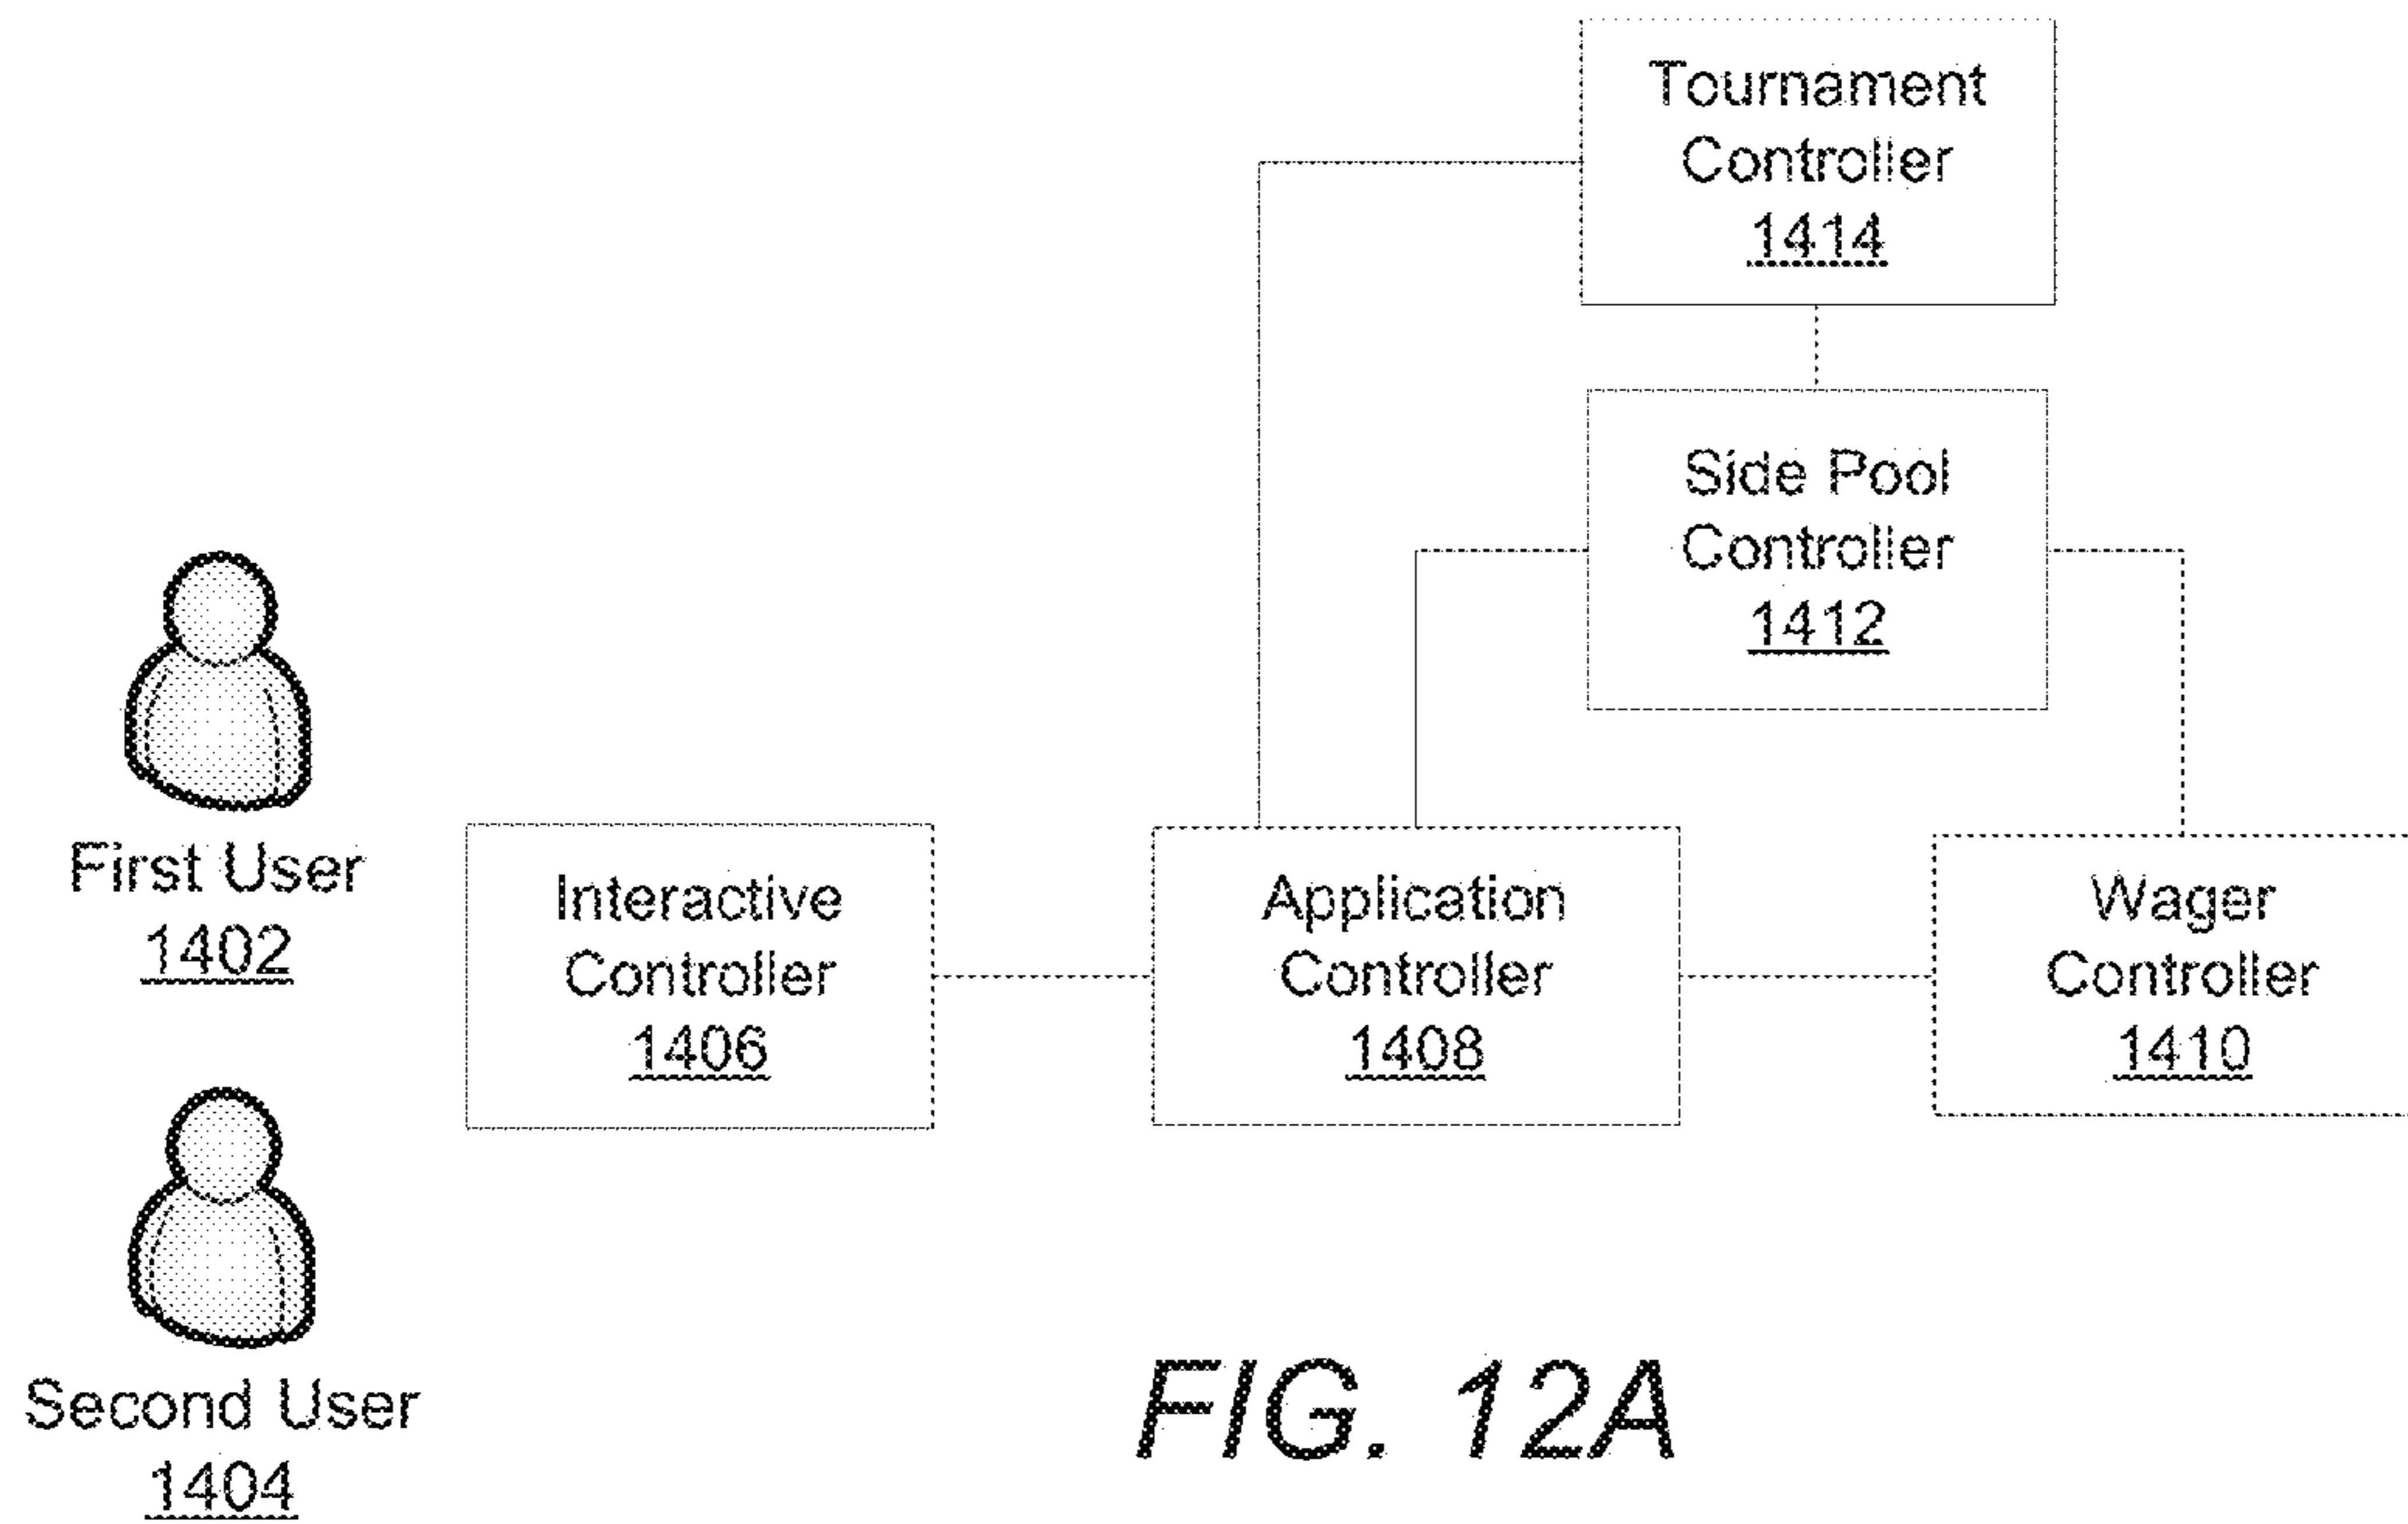 Tournament
Controller
1414
Side Pool
Controller
1412
First User
1402
Interactive
Controller
1406
Application
Controller
1408
Wager
Controller
1410
Second User
1404
FIG. 12A